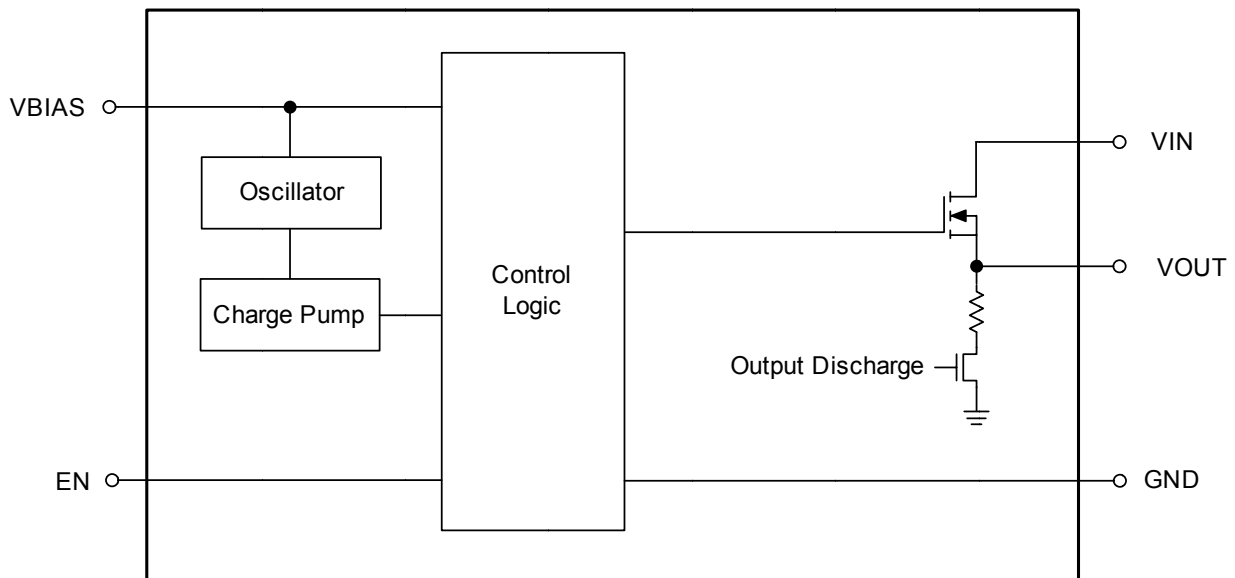 VBIAS
VIN
Oscillator
VOUT
Control
Logic
Charge Pump
Output Discharge
EN
GND